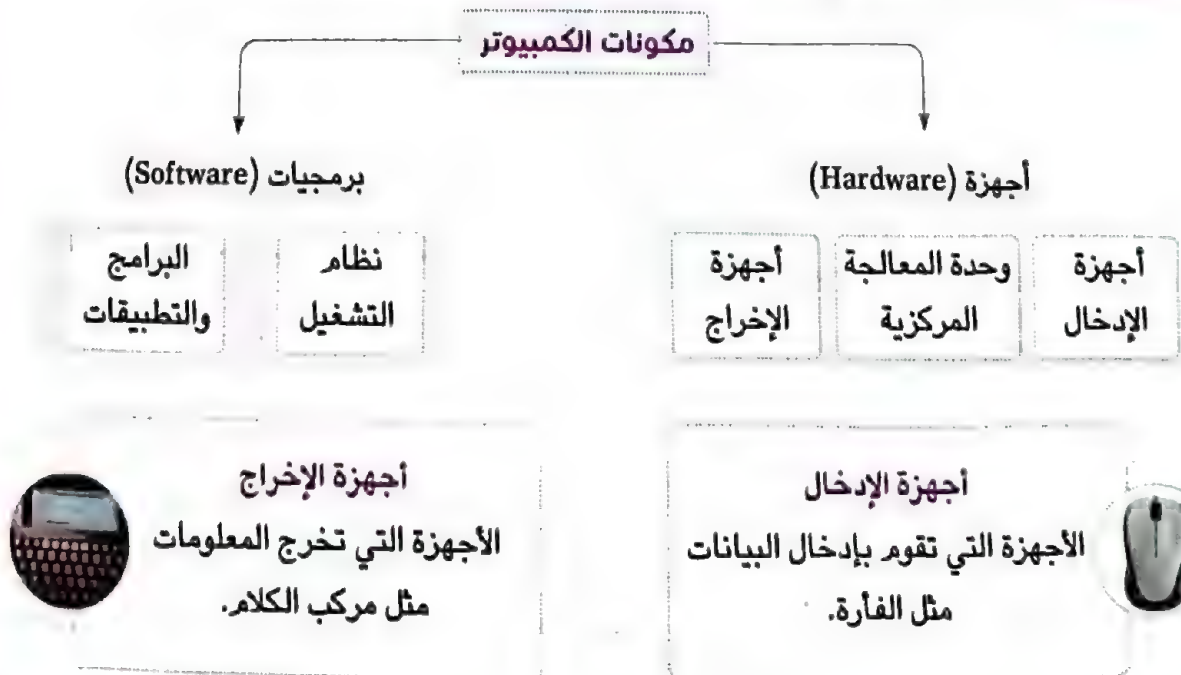 مكونات الكمبيوتر
أجهزة (Hardware)
برمجيات (Software)
أجهزة
الإدخال
وحدة المعالجة
المركزية
أجهزة
الإخراج
نظام
التشغيل
البرامج
والتطبيقات
أجهزة الإدخال
الأجهزة التي تقوم بإدخال البيانات
مثل الفأرة.
أجهزة الإخراج
الأجهزة التي تخرج المعلومات
مثل مركب الكلام.